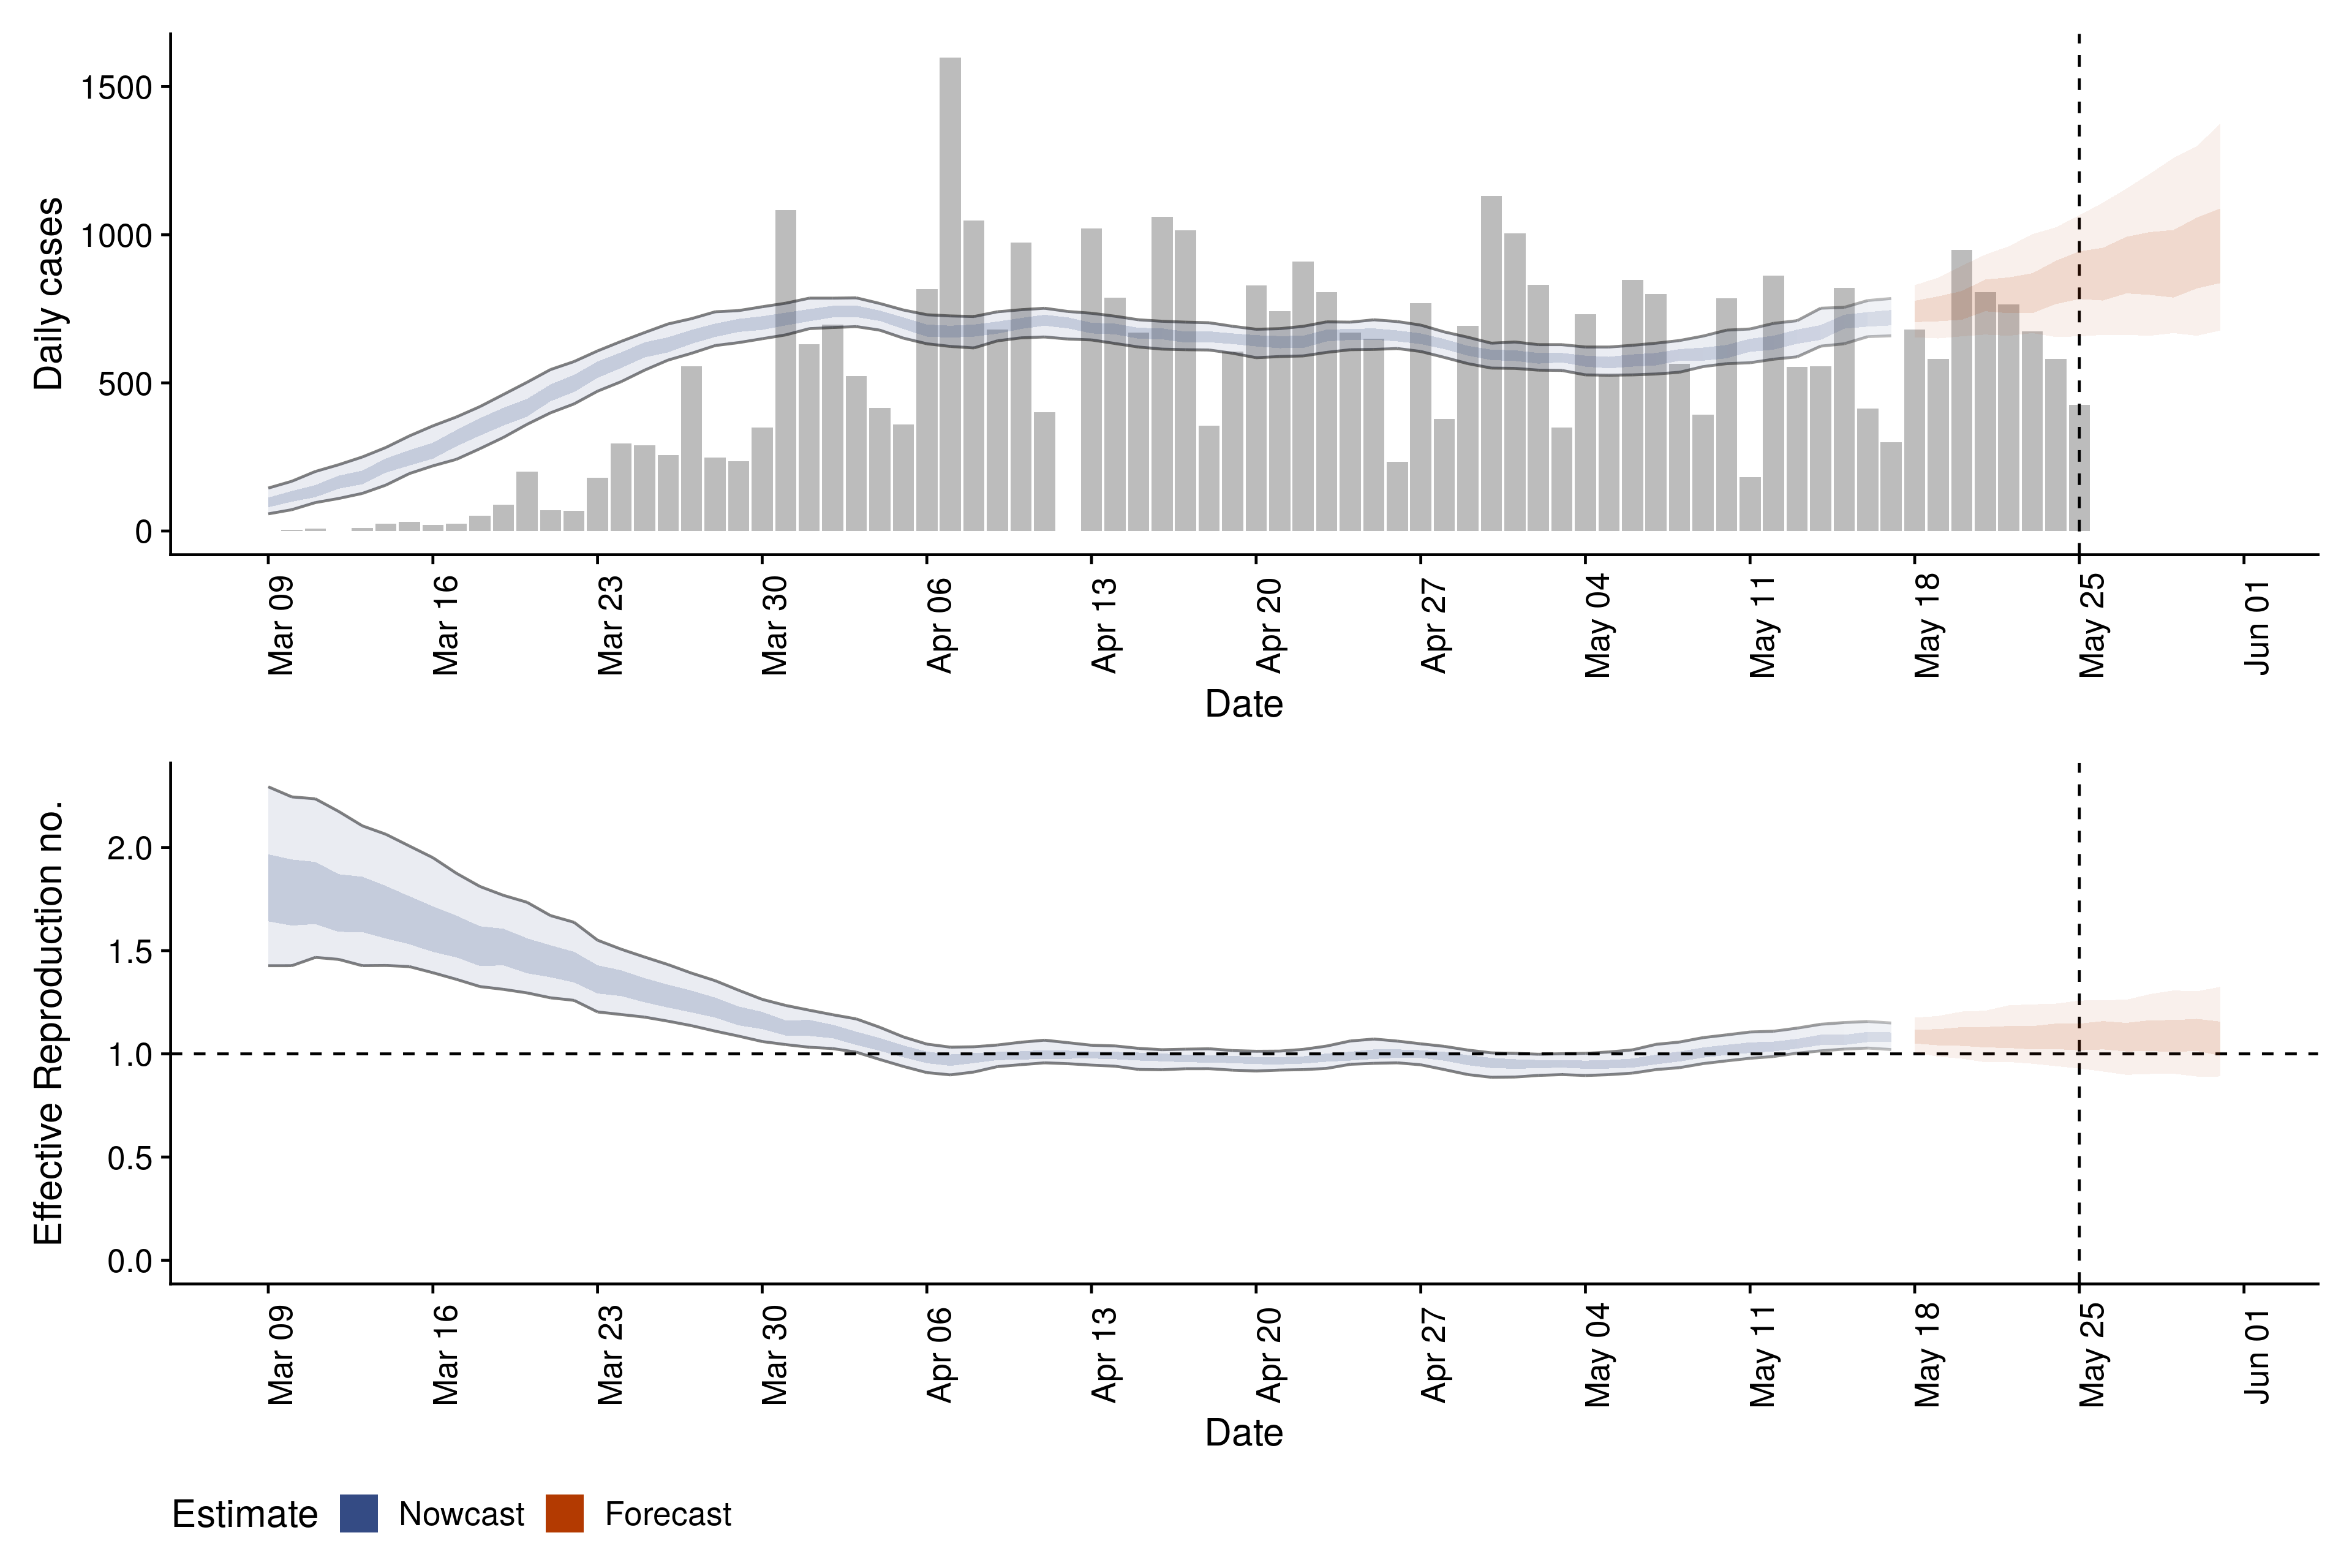 Daily cases
1500
1000
500
0
Mar 09
Mar 16
Mar 23
Mar 30
Apr 06
Apr 13
Apr 20
Apr 27
May 04
May 11
May 18
May 25
Jun 01
Date
Effective Reproduction no.
2.0
1.5
1.0
0.5
0.0
Mar 09
Mar 16
Mar 23
Mar 30
Apr 06
Apr 13
Apr 20
Apr 27
May 04
May 11
May 18
May 25
Jun 01
Date
Estimate Nowcast Forecast